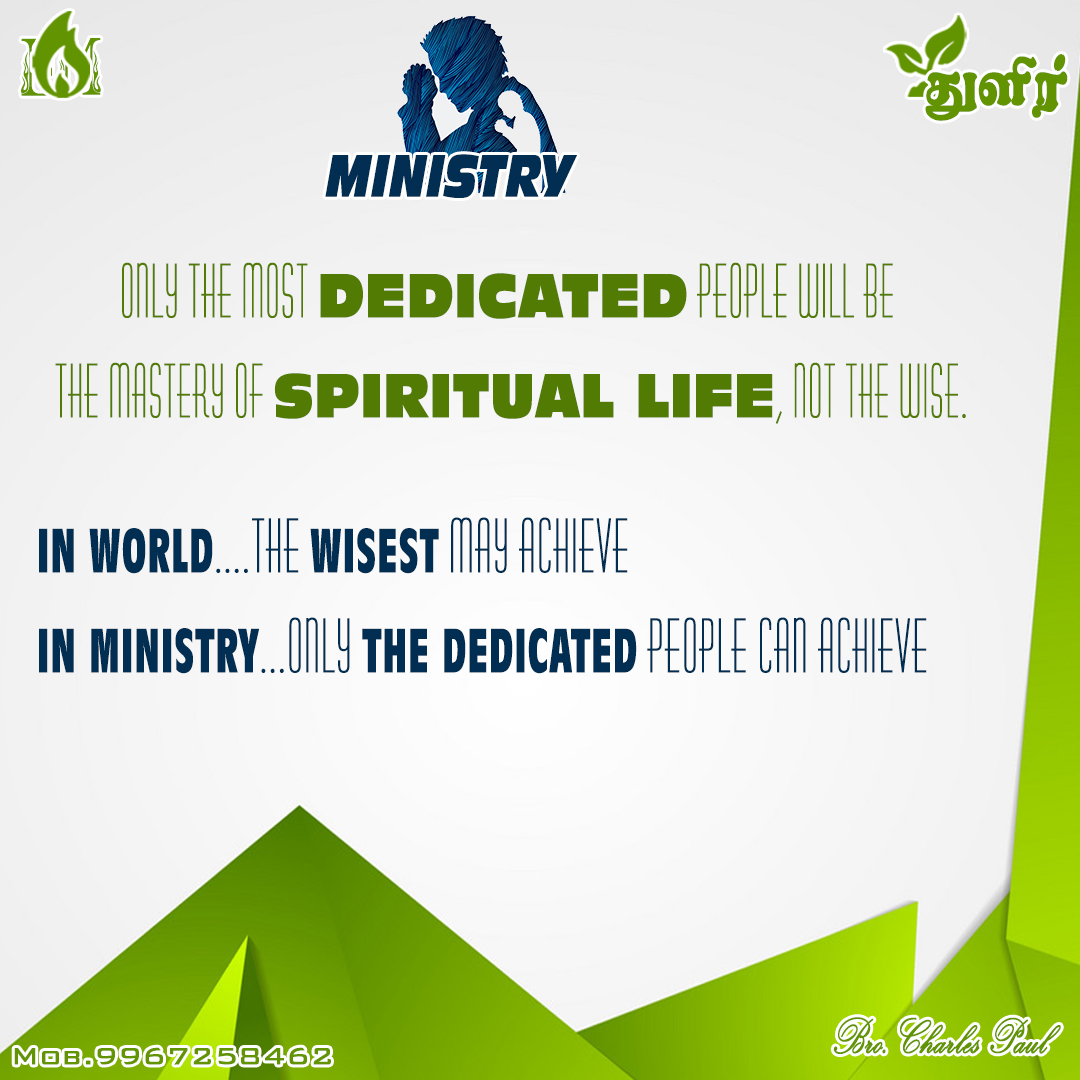 துளிர்
MINISTRY
ONLY THE MOST DEDICATED PEOPLE WILL BE
THE MASTERY OF SPIRITUAL LIFE, NOT THE WISE.
IN WORLD....THE WISEST MAY ACHIEVE
IN MINISTRY...ONLY THE DEDICATED PEOPLE CAN ACHIEVE
Mob.9967258462
Bro. Charles Paul